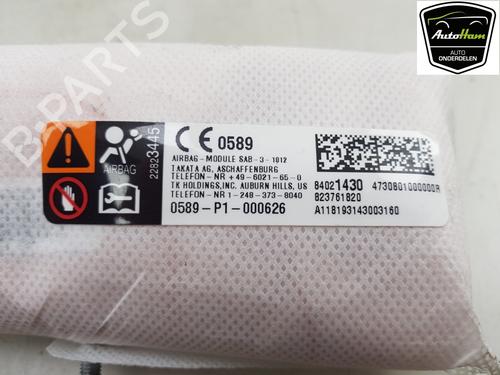 AutoHam
AUTO
ONDERDELEN
B-PARTS
AIRBAG
22823445
CE 0589
AIRBAG-MODULE SAB-3-1012
TAKATA AG, ASCHAFFENBURG
TELEFON-NR +49-6021-65-0
TK HOLDINGS, INC. AUBURN HILLS, US
TELEFON-NR 1-248-373-8040
0589-P1-000626
84021430 4730801000000R
823761820
A118193143003160